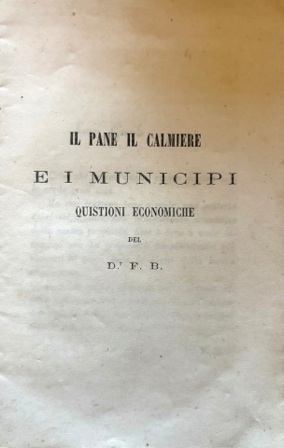 IL PANE IL CALMIERE
E I MUNICIPI
QUISTIONI ECONOMICHE
DEL
D.r F. B.